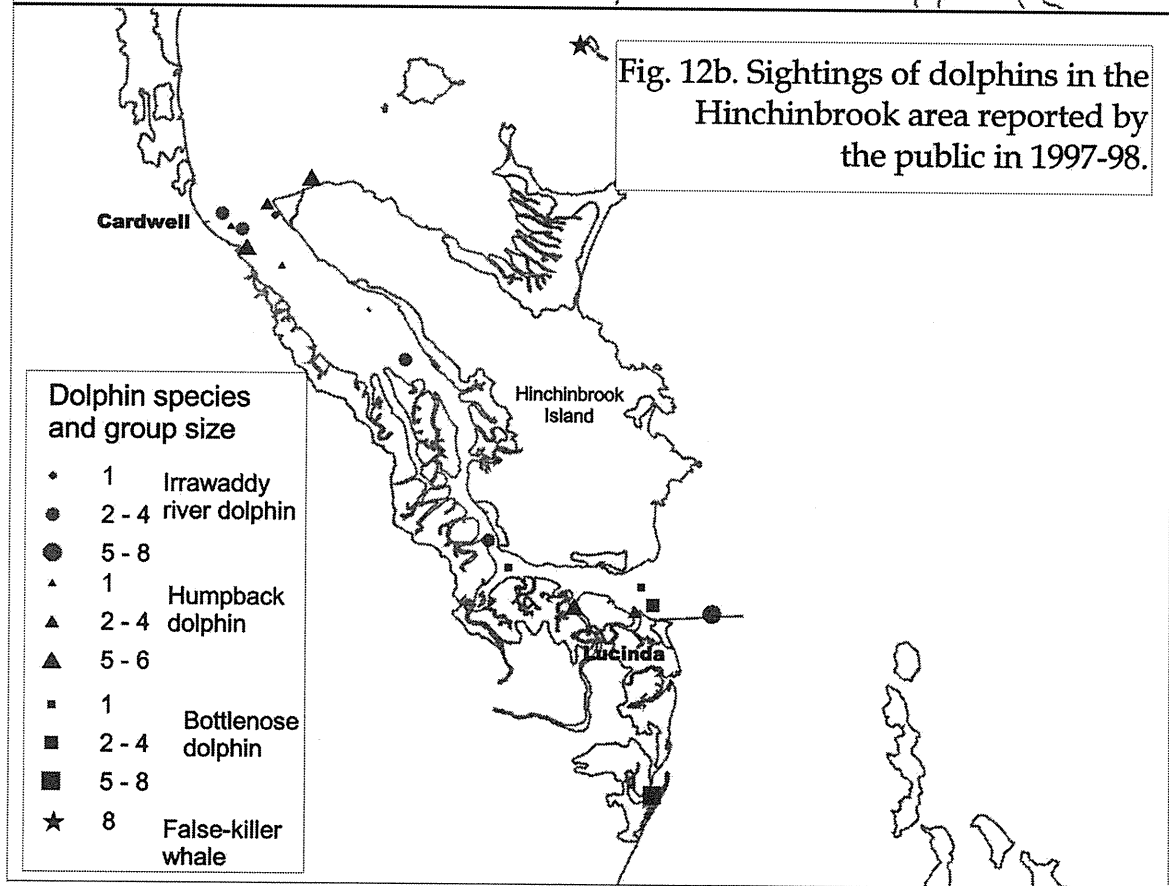 Fig. 12b. Sightings of dolphins in the
Hinchinbrook area reported by
the public in 1997-98.
Cardwell
Hinchinbrook
Island
Lucinda
Dolphin species
and group size
1
2 - 4
5 - 8
Irrawaddy
river dolphin
1
2 - 4
5 - 6
Humpback
dolphin
1
2 - 4
5 - 8
Bottlenose
dolphin
8
False-killer
whale